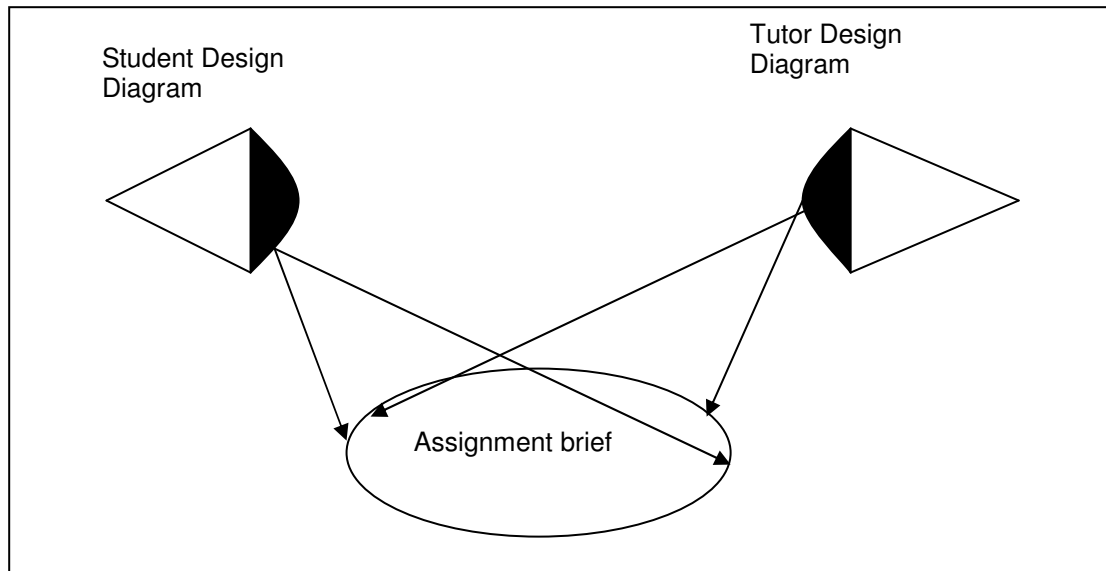 Student Design
Diagram
Tutor Design
Diagram
Assignment brief